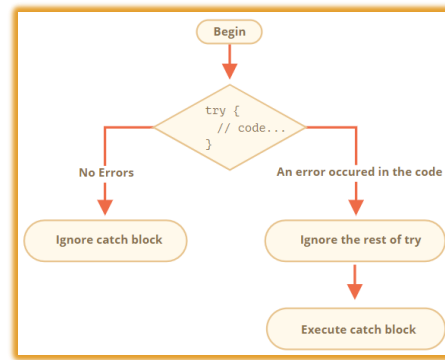 Begin
try {
// code...
}
No Errors
An error occured in the code
Ignore catch block
Ignore the rest of try
Execute catch block